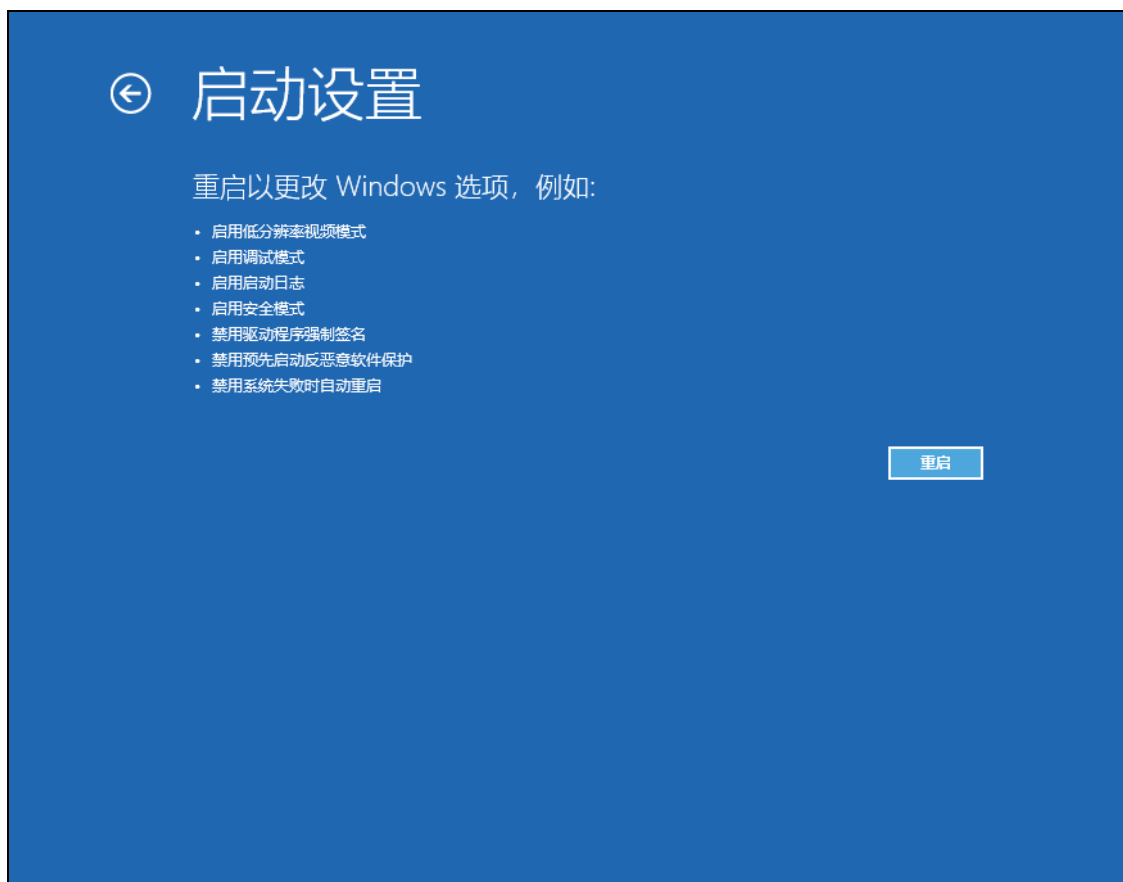 启动设置
重启以更改 Windows 选项，例如:
• 启用低分辨率视频模式
• 启用调试模式
• 启用启动日志
• 启用安全模式
• 禁用驱动程序强制签名
• 禁用预先启动反恶意软件保护
• 禁用系统失败时自动重启
重启